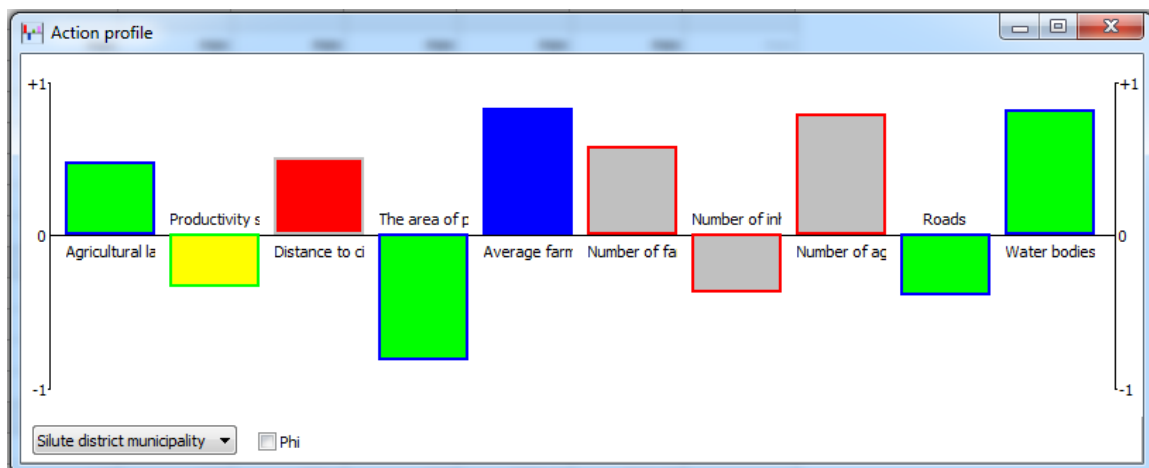 Action profile
+1
+1
Productivity s
The area of p
Number of inl
Roads
0
0
Agricultural la
Distance to ci
Average farm
Number of fa
Number of ag
Water bodies
-1
-1
Silute district municipality
Phi